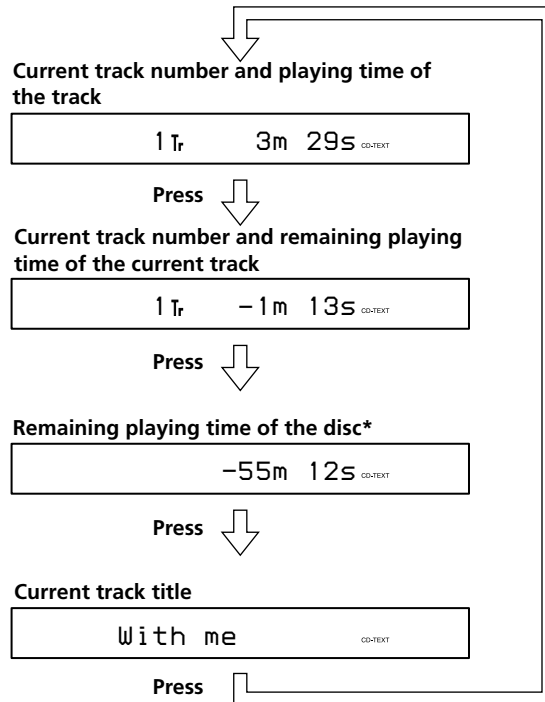 Current track number and playing time of
the track
1 Tr 3m 29s CD-TEXT
Press
Current track number and remaining playing
time of the current track
1 Tr -1m 13s CD-TEXT
Press
Remaining playing time of the disc*
-55m 12s CD-TEXT
Press
Current track title
With me CD-TEXT
Press